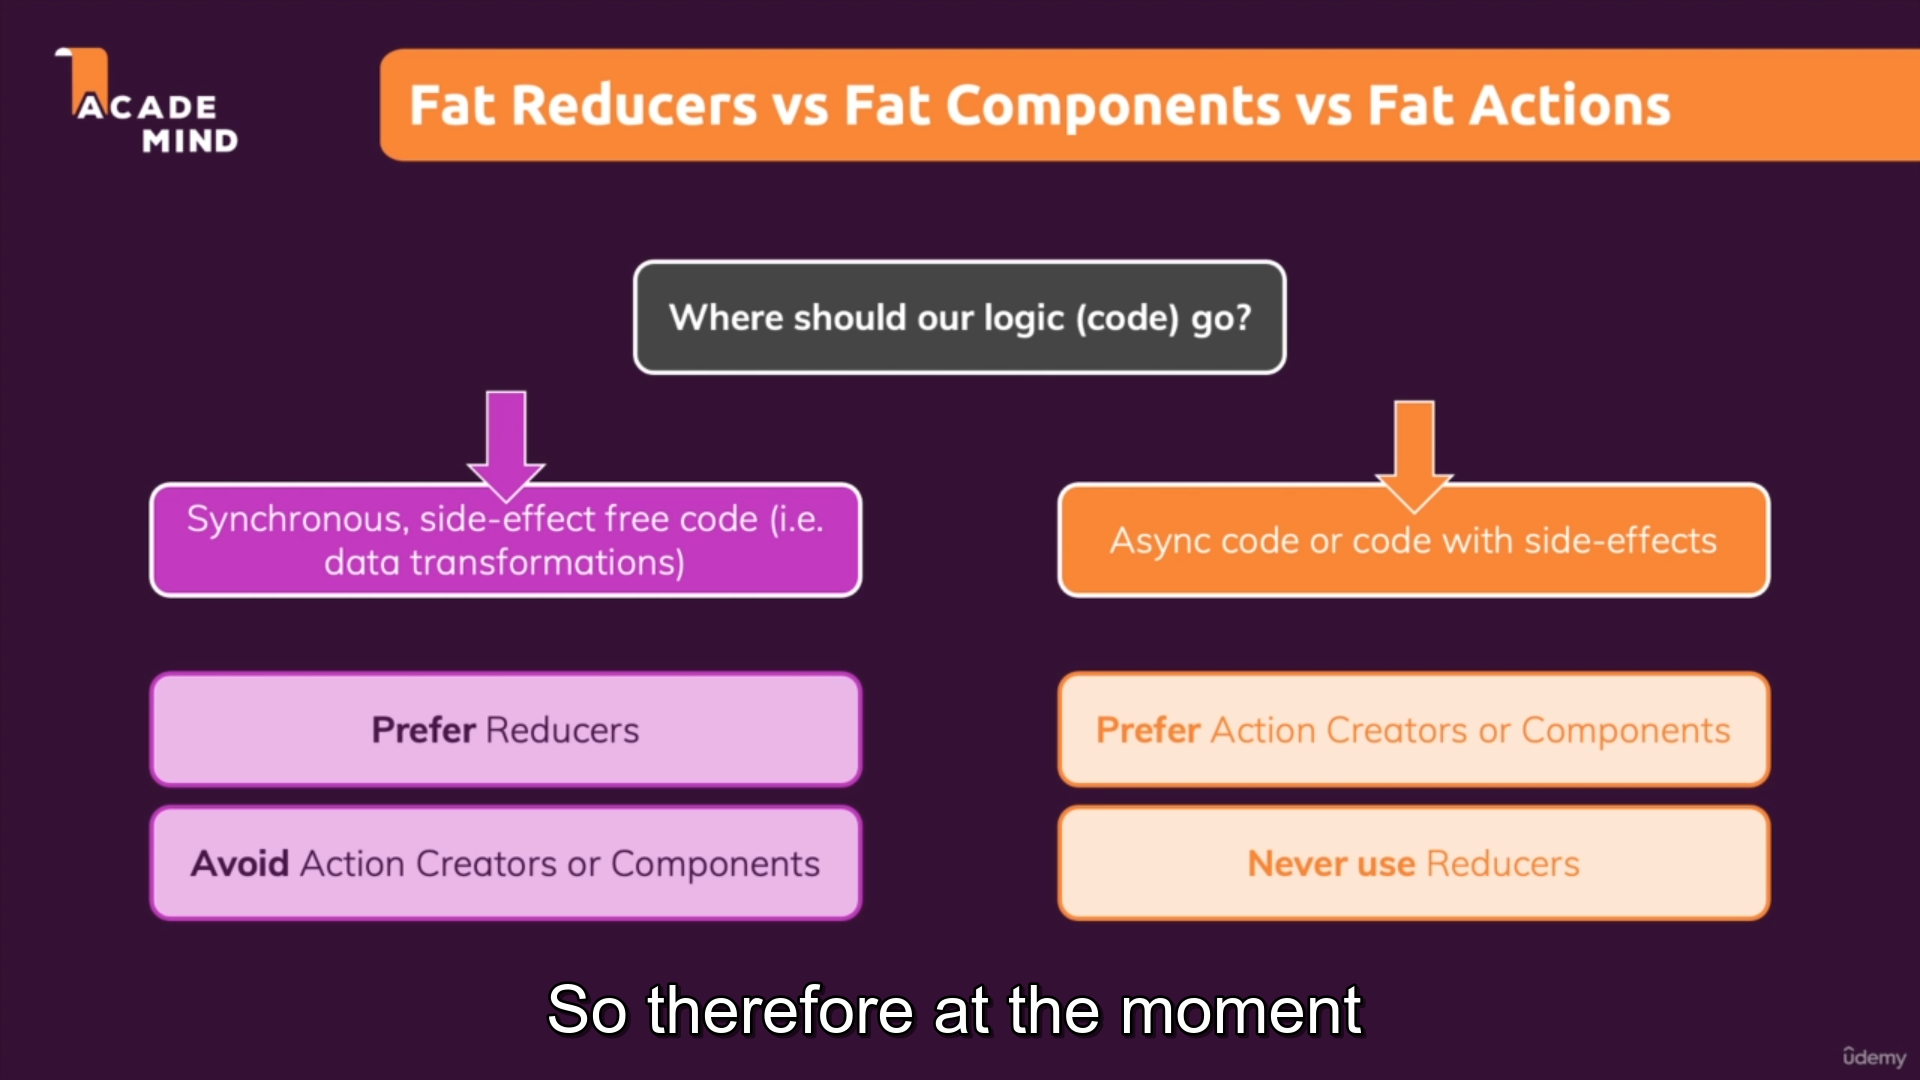 ACADE
MIND
Fat Reducers vs Fat Components vs Fat Actions
Where should our logic (code) go?
Synchronous, side-effect free code (i.e.
data transformations)
Async code or code with side-effects
Prefer Reducers
Prefer Action Creators or Components
Avoid Action Creators or Components
Never use Reducers
So therefore at the moment
ûdemy